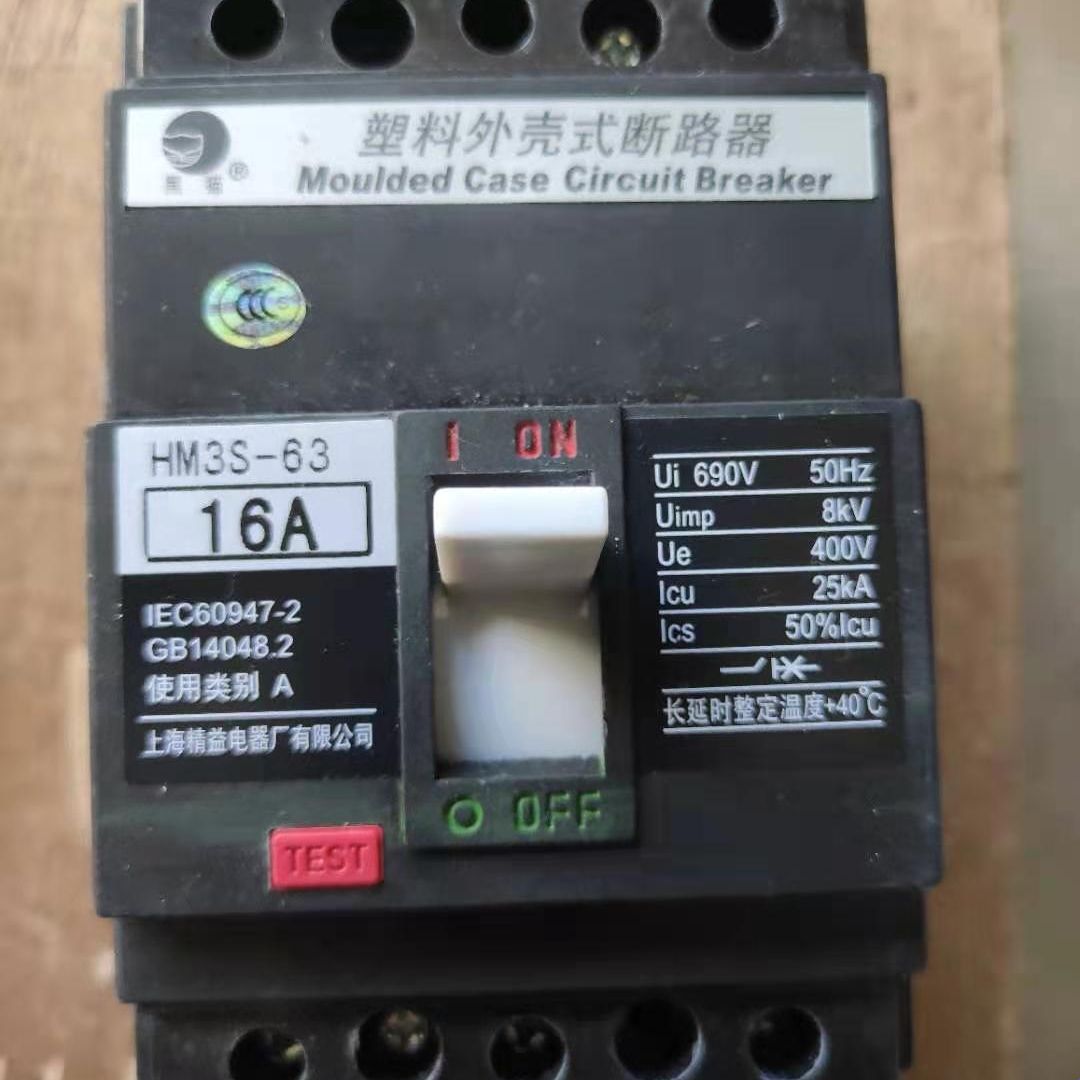 塑料外壳式断路器
®
Moulded Case Circuit Breaker
CCC
HM3S-63
16A
IEC60947-2
GB14048.2
使用类别 A
上海精益电器厂有限公司
I ON
O OFF
Ui 690V 50Hz
Uimp 8kV
Ue 400V
Icu 25kA
Ics 50%Icu
长延时整定温度+40℃
TEST